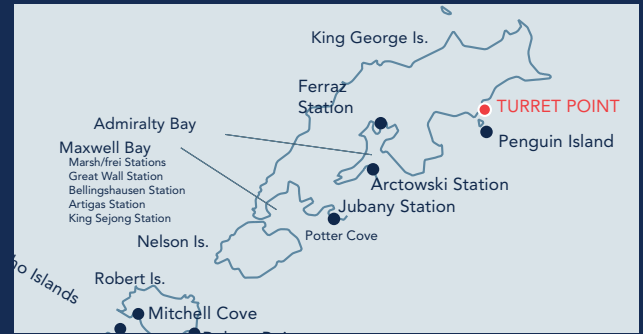 King George Is.
Ferraz
Station
TURRET POINT
Admiralty Bay
Penguin Island
Maxwell Bay
Marsh/frei Stations
Great Wall Station
Bellingshausen Station
Artigas Station
King Sejong Station
Arctowski Station
Jubany Station
Potter Cove
Nelson Is.
Islands
Robert Is.
Mitchell Cove